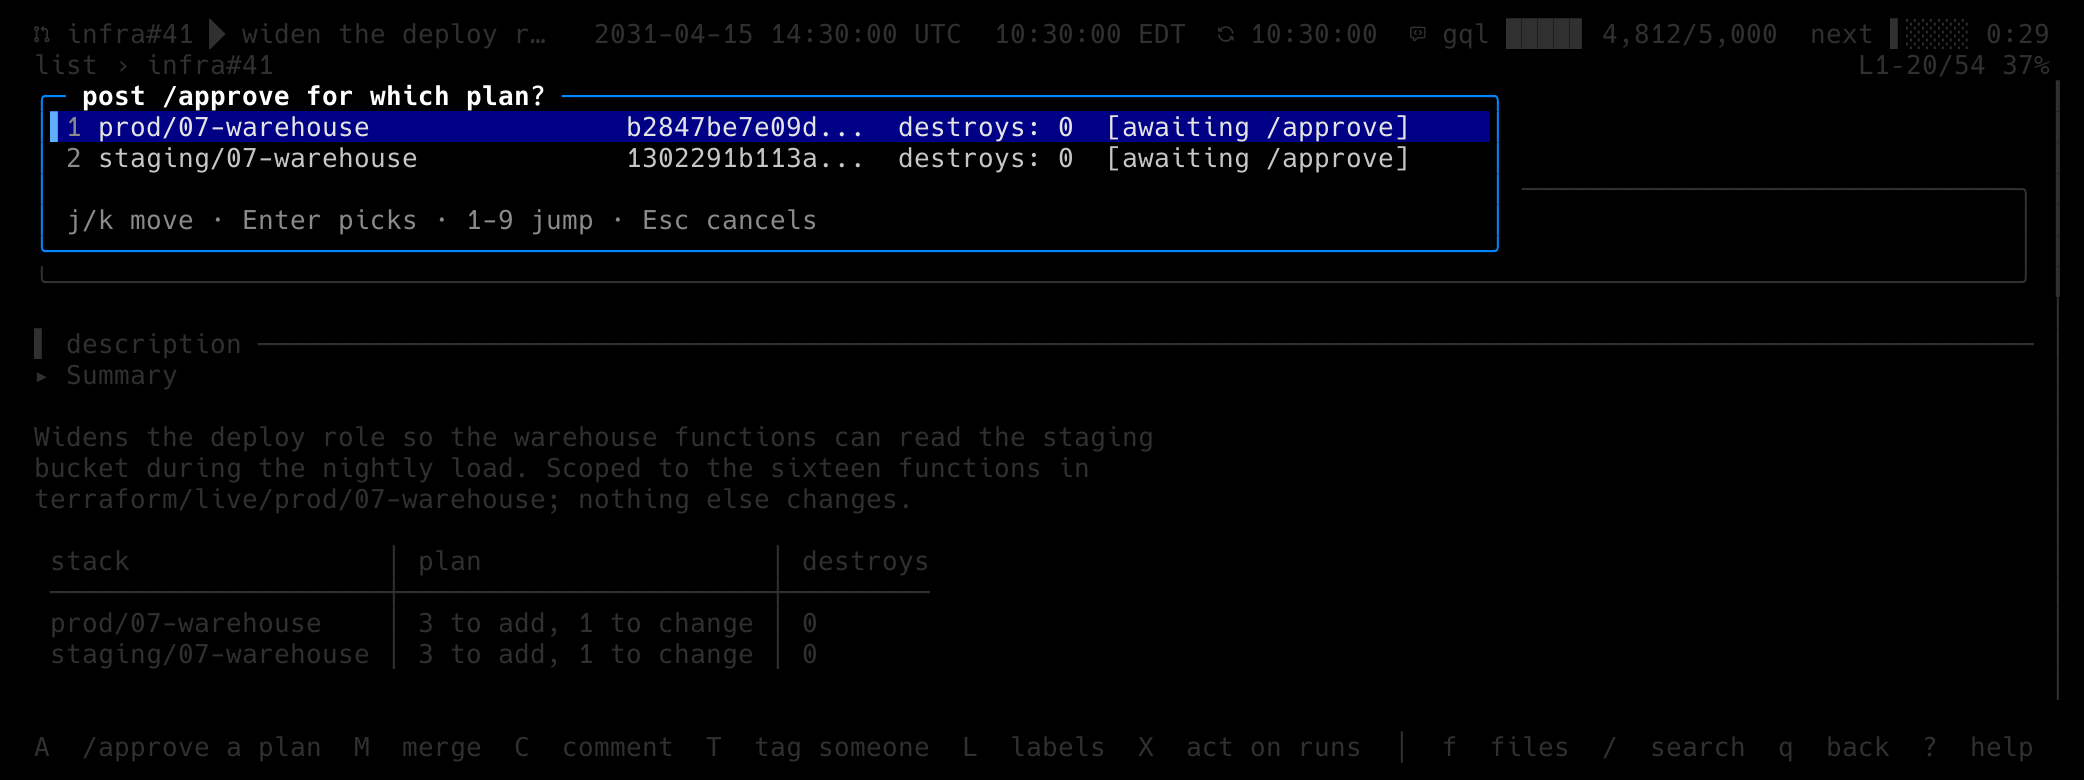 infra#41 widen the deploy r… 2031-04-15 14:30:00 UTC 10:30:00 EDT 10:30:00 gql 4,812/5,000 next 0:29
list › infra#41 L1-20/54 37%
post /approve for which plan?
1 prod/07-warehouse b2847be7e09d... destroys: 0 [awaiting /approve]
2 staging/07-warehouse 1302291b113a... destroys: 0 [awaiting /approve]
j/k move · Enter picks · 1-9 jump · Esc cancels
description
▸ Summary
Widens the deploy role so the warehouse functions can read the staging
bucket during the nightly load. Scoped to the sixteen functions in
terraform/live/prod/07-warehouse; nothing else changes.
stack plan destroys
prod/07-warehouse 3 to add, 1 to change 0
staging/07-warehouse 3 to add, 1 to change 0
A /approve a plan M merge C comment T tag someone L labels X act on runs f files / search q back ? help